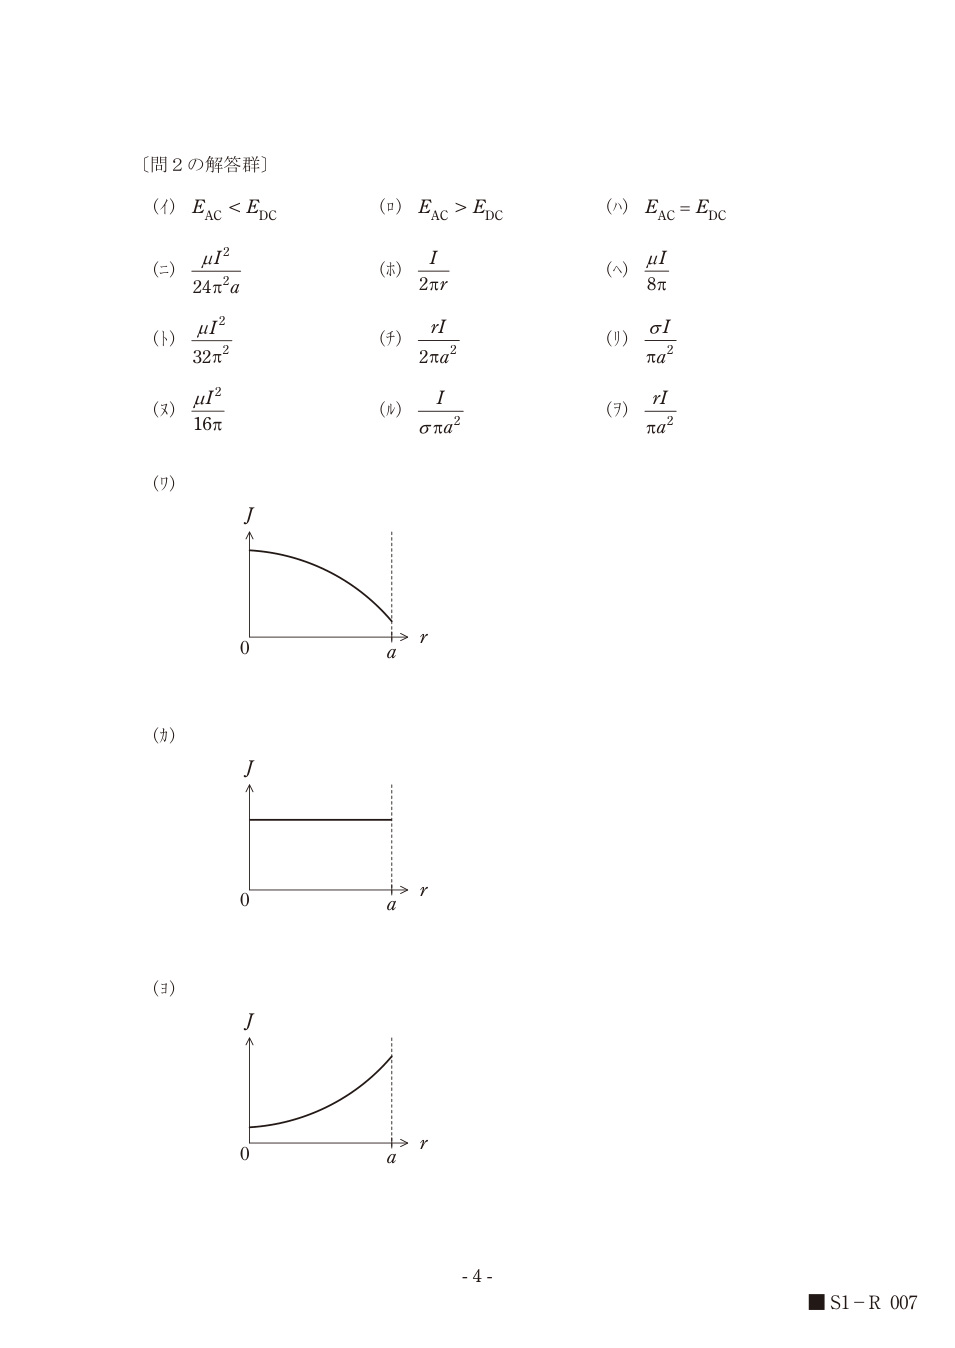 〔問2の解答群〕
(イ) E_AC < E_DC (ロ) E_AC > E_DC (ハ) E_AC = E_DC
(ニ) μI²/24π²a (ホ) I/2πr (ヘ) μI/8π
(ト) μI²/32π² (チ) rI/2πa² (リ) σI/πa²
(ヌ) μI²/16π (ル) I/σπa² (ヲ) rI/πa²
(ワ)
J
0 a r
(カ)
J
0 a r
(ヨ)
J
0 a r
- 4 -
■ S1－R 007